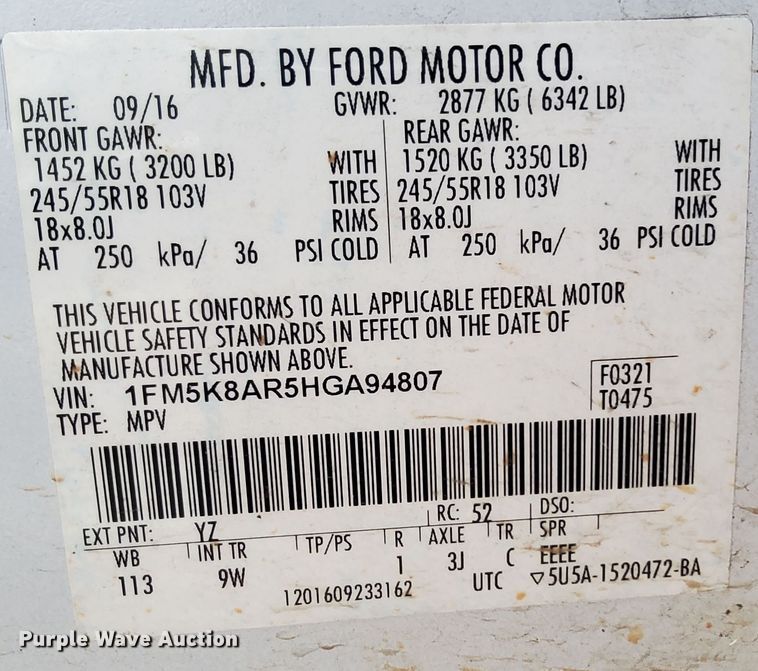 MFD. BY FORD MOTOR CO.
DATE: 09/16 GVWR: 2877 KG ( 6342 LB)
FRONT GAWR: REAR GAWR:
1452 KG ( 3200 LB) WITH 1520 KG ( 3350 LB) WITH
245/55R18 103V TIRES 245/55R18 103V TIRES
18x8.0J RIMS 18x8.0J RIMS
AT 250 kPa/ 36 PSI COLD AT 250 kPa/ 36 PSI COLD
THIS VEHICLE CONFORMS TO ALL APPLICABLE FEDERAL MOTOR
VEHICLE SAFETY STANDARDS IN EFFECT ON THE DATE OF
MANUFACTURE SHOWN ABOVE.
VIN: 1FM5K8AR5HGA94807 F0321
TYPE: MPV T0475
EXT PNT: YZ RC: 52 DSO:
WB INT TR TP/PS R AXLE TR SPR
113 9W 1 3J C EEEE
1201609233162 UTC ▽5U5A-1520472-BA
Purple Wave Auction